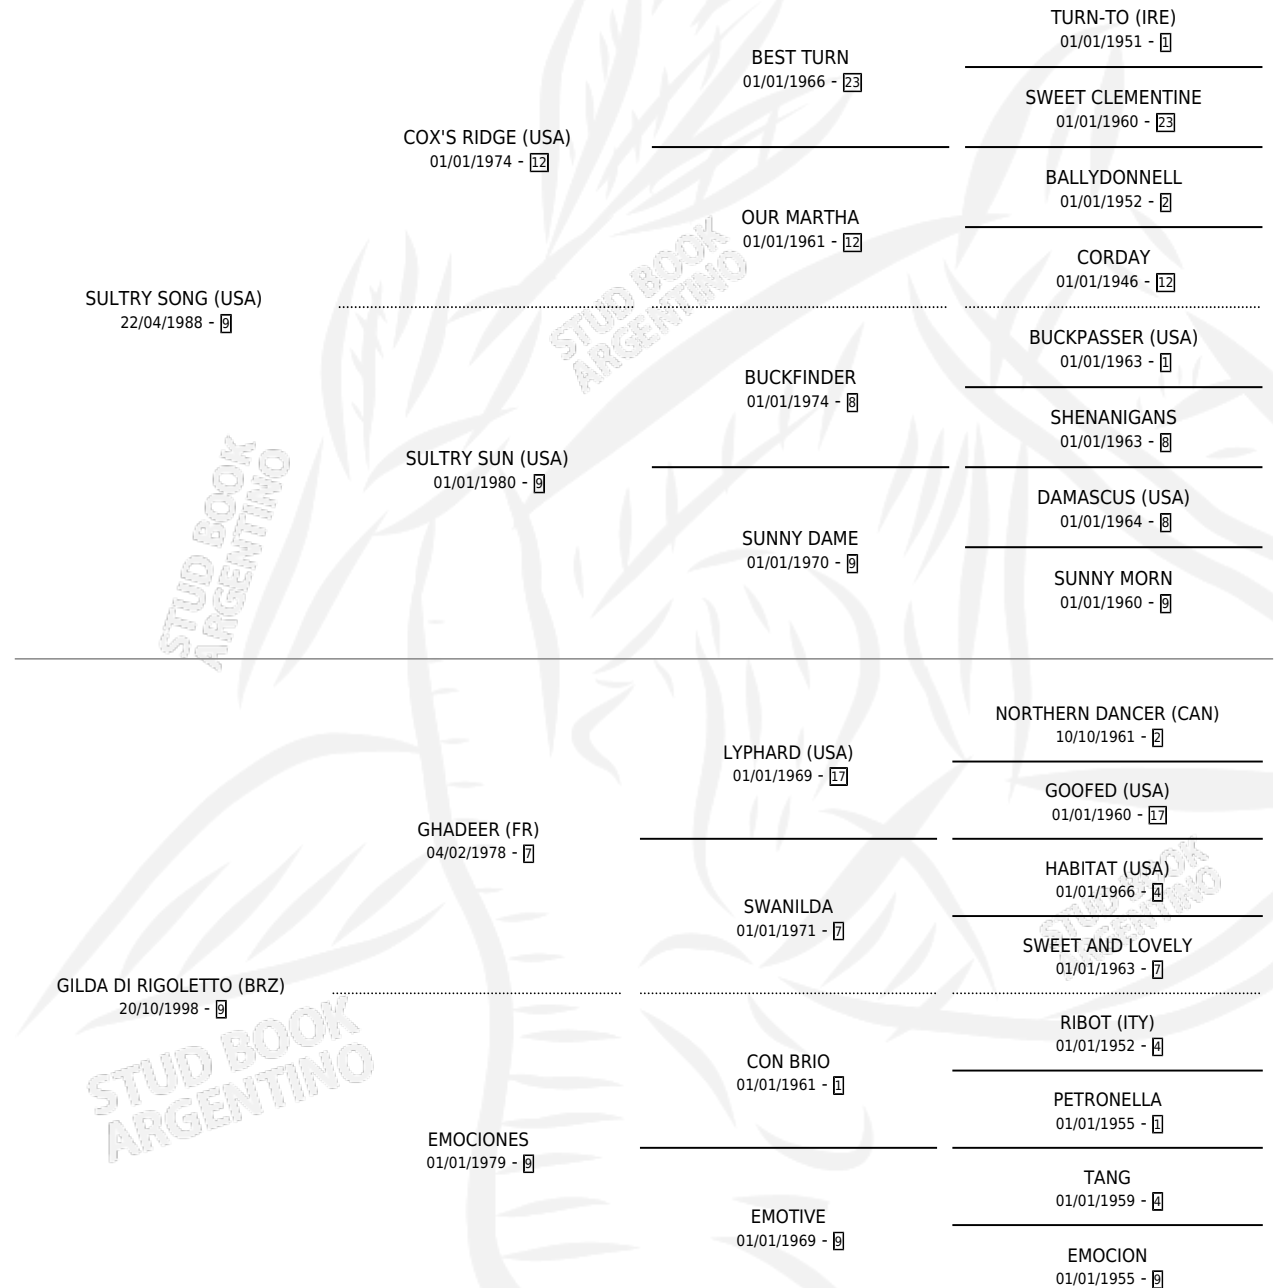 TURN-TO (IRE)
01/01/1951 - 1
BEST TURN
01/01/1966 - 23
SWEET CLEMENTINE
01/01/1960 - 23
COX'S RIDGE (USA)
01/01/1974 - 12
BALLYDONNELL
01/01/1952 - 2
OUR MARTHA
01/01/1961 - 12
CORDAY
01/01/1946 - 12
SULTRY SONG (USA)
22/04/1988 - 9
BUCKPASSER (USA)
01/01/1963 - 1
BUCKFINDER
01/01/1974 - 8
SHENANIGANS
01/01/1963 - 8
SULTRY SUN (USA)
01/01/1980 - 9
DAMASCUS (USA)
01/01/1964 - 8
SUNNY DAME
01/01/1970 - 9
SUNNY MORN
01/01/1960 - 9
NORTHERN DANCER (CAN)
10/10/1961 - 2
LYPHARD (USA)
01/01/1969 - 17
GOOFED (USA)
01/01/1960 - 17
GHADEER (FR)
04/02/1978 - 7
HABITAT (USA)
01/01/1966 - 4
SWANILDA
01/01/1971 - 7
SWEET AND LOVELY
01/01/1963 - 7
GILDA DI RIGOLETTO (BRZ)
20/10/1998 - 9
RIBOT (ITY)
01/01/1952 - 4
CON BRIO
01/01/1961 - 1
PETRONELLA
01/01/1955 - 1
EMOCIONES
01/01/1979 - 9
TANG
01/01/1959 - 4
EMOTIVE
01/01/1969 - 9
EMOCION
01/01/1955 - 9
STUD BOOK
ARGENTINO
STUD BOOK
ARGENTINO
STUD BOOK
ARGENTINO
STUD BOOK
ARGENTINO